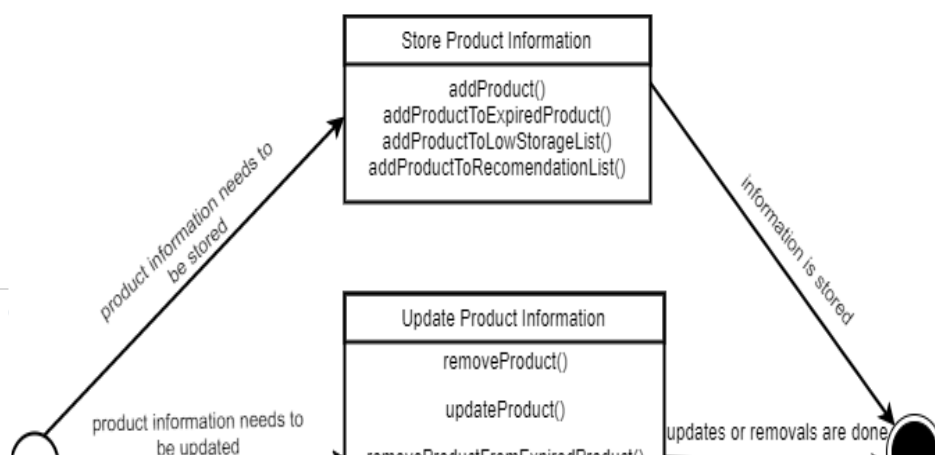 Store Product Information
addProduct()
addProductToExpiredProduct()
addProductToLowStorageList()
addProductToRecomendationList()
product information needs to
be stored
information is stored
Update Product Information
removeProduct()
updateProduct()
removeProductFromExpiredProduct()
product information needs to
be updated
updates or removals are done